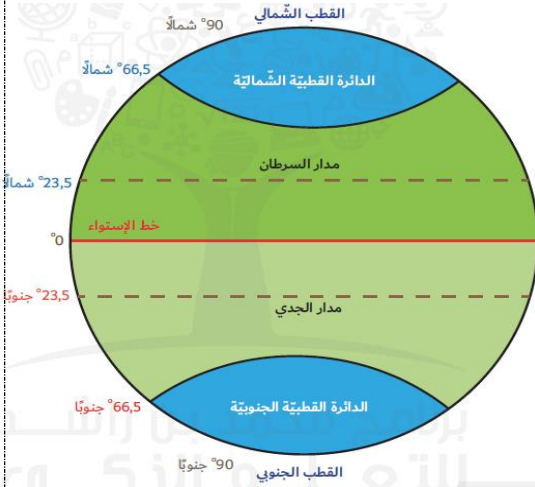 القطب الشّمالي
90° شمالًا
66,5° شمالًا
الدائرة القطبيّة الشّماليّة
مدار السرطان
23,5° شمالًا
خط الإستواء
0°
23,5° جنوبًا
مدار الجدي
الدائرة القطبيّة الجنوبيّة
66,5° جنوبًا
90° جنوبًا
القطب الجنوبي